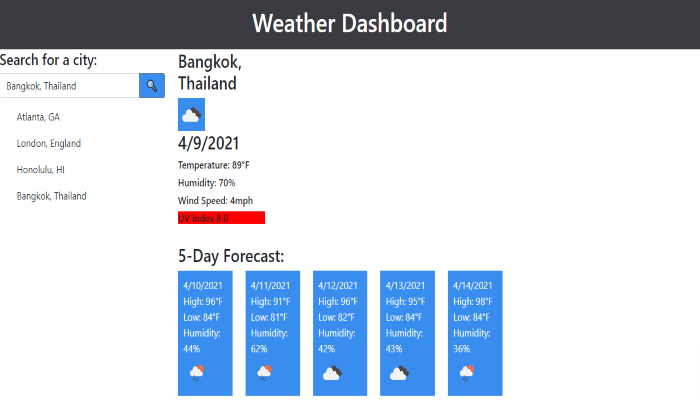 Weather Dashboard
Search for a city:
Bangkok, Thailand
Atlanta, GA
London, England
Honolulu, HI
Bangkok, Thailand
Bangkok,
Thailand
4/9/2021
Temperature: 89°F
Humidity: 70%
Wind Speed: 4mph
UV Index 8.0
5-Day Forecast:
4/10/2021
High: 96°F
Low: 84°F
Humidity:
44%
4/11/2021
High: 91°F
Low: 81°F
Humidity:
62%
4/12/2021
High: 96°F
Low: 82°F
Humidity:
42%
4/13/2021
High: 95°F
Low: 84°F
Humidity:
43%
4/14/2021
High: 98°F
Low: 84°F
Humidity:
36%